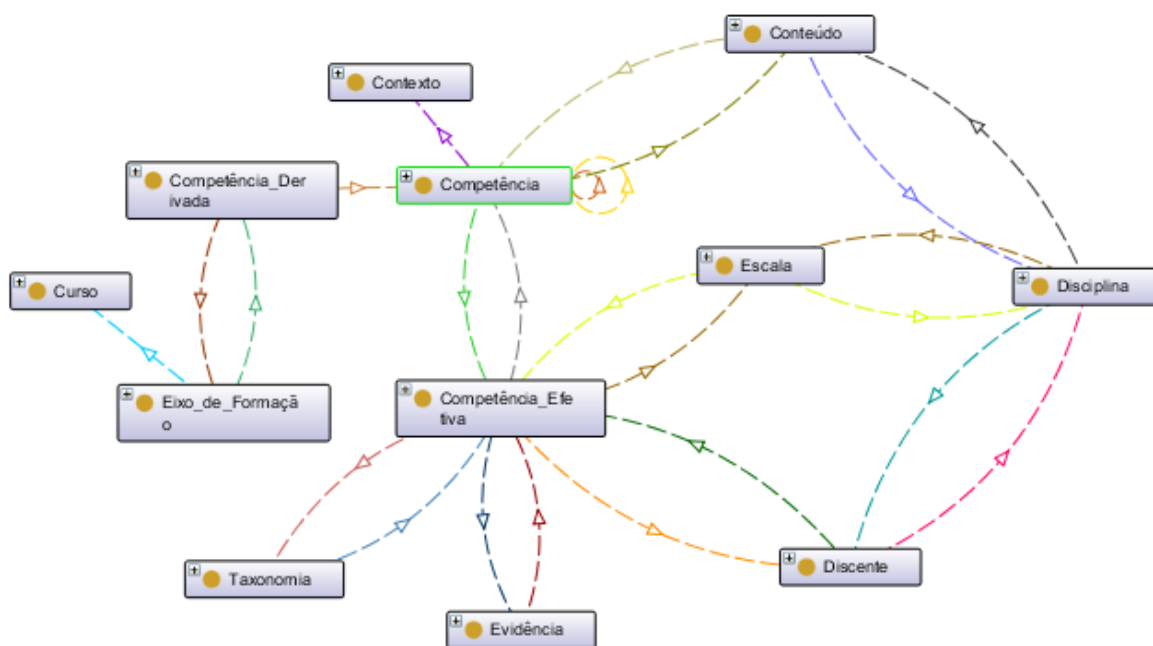 Conteúdo
Contexto
Competência_Der
ivada
Competência
Escala
Disciplina
Curso
Eixo_de_Formaçã
o
Competência_Efe
tiva
Discente
Taxonomia
Evidência